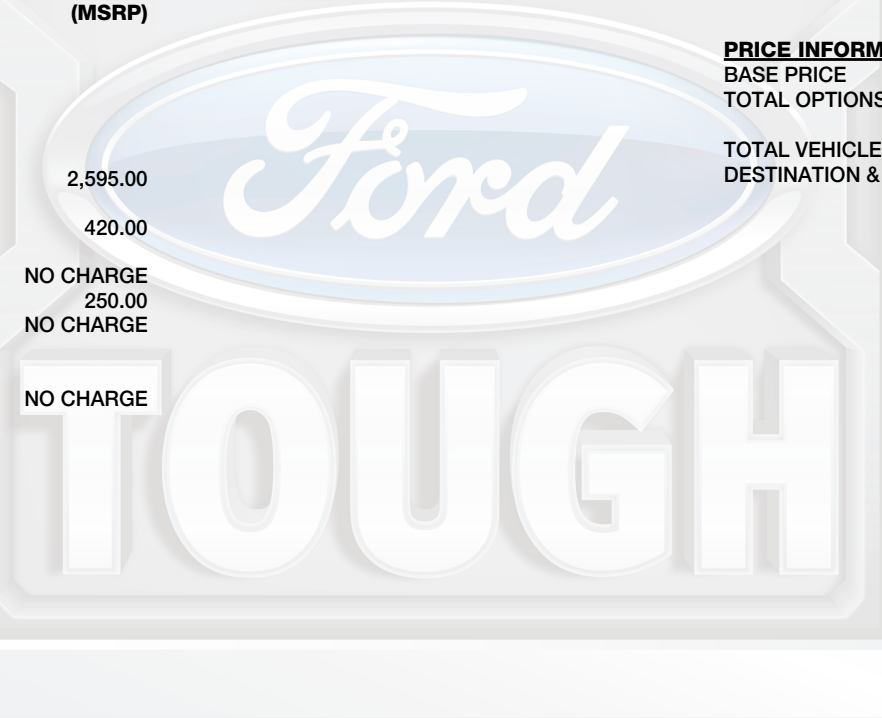 (MSRP)
2,595.00
420.00
NO CHARGE
250.00
NO CHARGE
NO CHARGE
PRICE INFORM
BASE PRICE
TOTAL OPTIONS
TOTAL VEHICLE
DESTINATION &
Ford
TOUGH